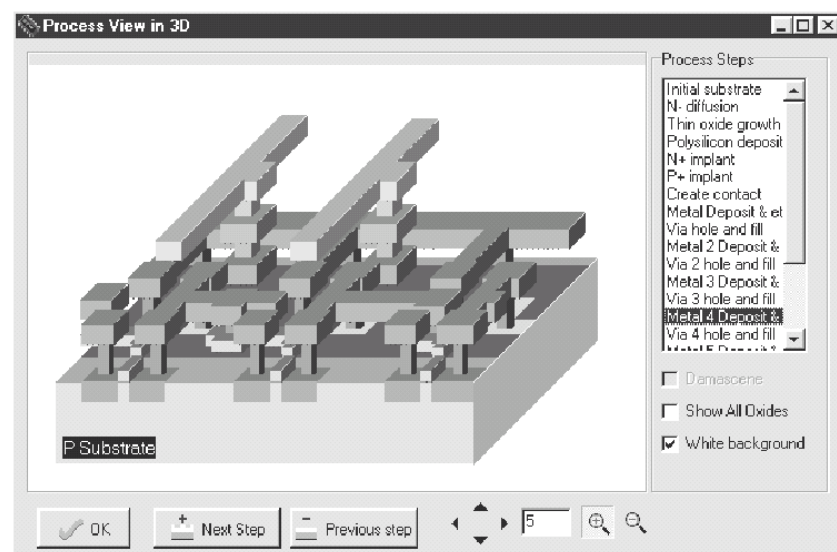 Process View in 3D
Process Steps
Initial substrate
N- diffusion
Thin oxide growth
Polysilicon deposit
N+ implant
P+ implant
Create contact
Metal Deposit & et
Via hole and fill
Metal 2 Deposit &
Via 2 hole and fill
Metal 3 Deposit &
Via 3 hole and fill
Metal 4 Deposit &
Via 4 hole and fill
Metal 5 Deposit &
Damascene
Show All Oxides
White background
P Substrate
OK
Next Step
Previous step
5